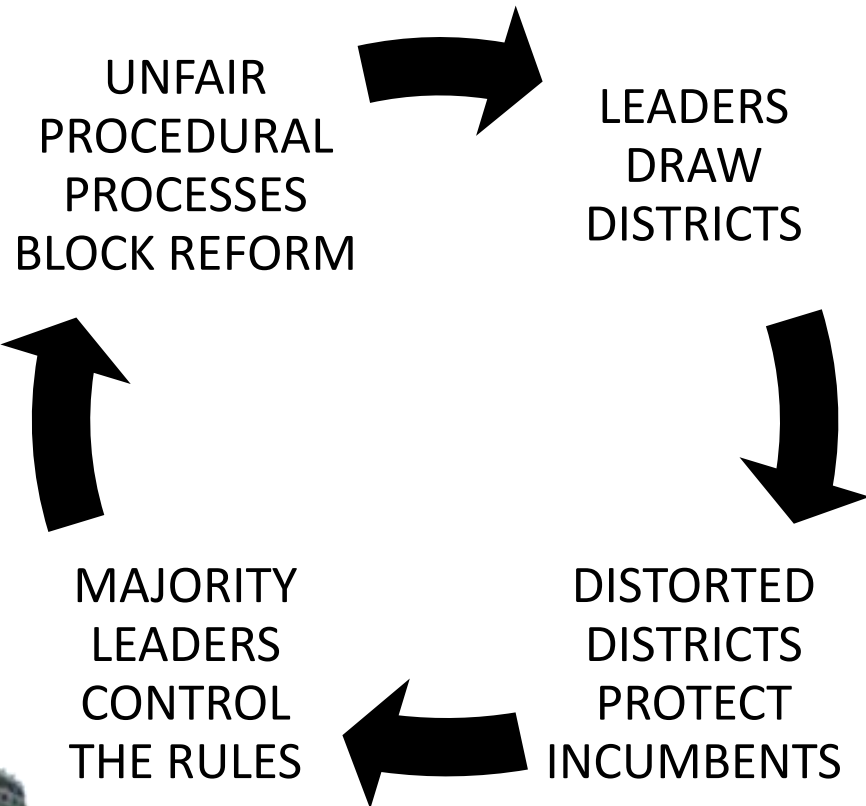 UNFAIR
PROCEDURAL
PROCESSES
BLOCK REFORM
LEADERS
DRAW
DISTRICTS
DISTORTED
DISTRICTS
PROTECT
INCUMBENTS
MAJORITY
LEADERS
CONTROL
THE RULES